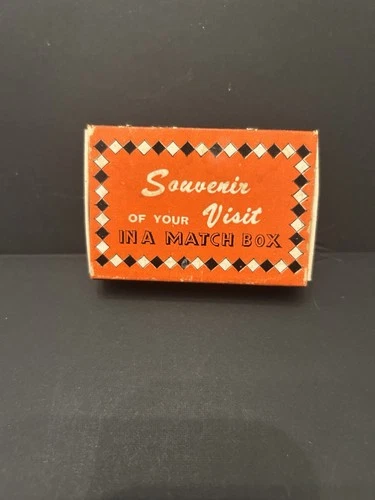 Souvenir
OF YOUR Visit
IN A MATCH BOX